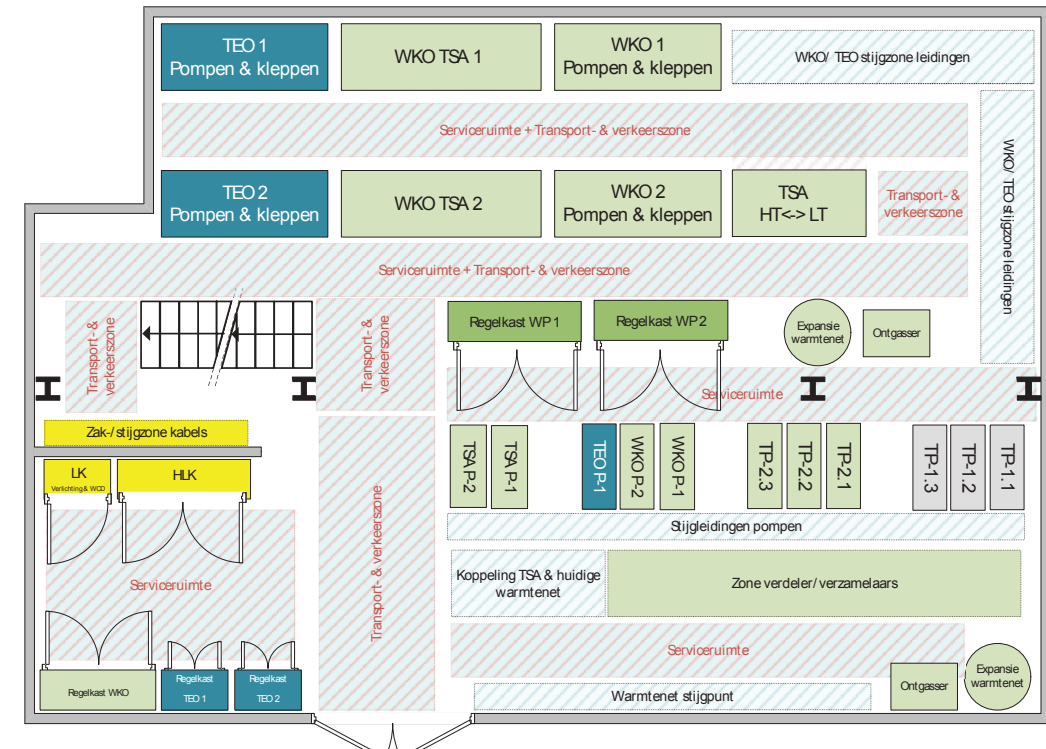 TEO 1
Pompen & kleppen
WKO TSA 1
WKO 1
Pompen & kleppen
WKO/ TEO stijgzone leidingen
Serviceruimte + Transport- & verkeerszone
WKO/ TEO stijgzone leidingen
TEO 2
Pompen & kleppen
WKO TSA 2
WKO 2
Pompen & kleppen
TSA
HT<-> LT
Transport- &
verkeerszone
Serviceruimte + Transport- & verkeerszone
Transport- &
verkeerszone
Transport- &
verkeerszone
Regelkast WP 1
Regelkast WP 2
Expansie
warmtenet
Ontgasser
Serviceruimte
Zak-/ stijgzone kabels
LK
Verlichting & WCD
HLK
TSA P-2
TSA P-1
TEO P-1
WKO P-2
WKO P-1
TP-2.3
TP-2.2
TP-2.1
TP-1.3
TP-1.2
TP-1.1
Stijgleidingen pompen
Transport- & verkeerszone
Koppeling TSA & huidige
warmtenet
Zone verdeler/ verzamelaars
Serviceruimte
Serviceruimte
Regelkast WKO
Regelkast
TEO 1
Regelkast
TEO 2
Warmtenet stijgpunt
Ontgasser
Expansie
warmtenet